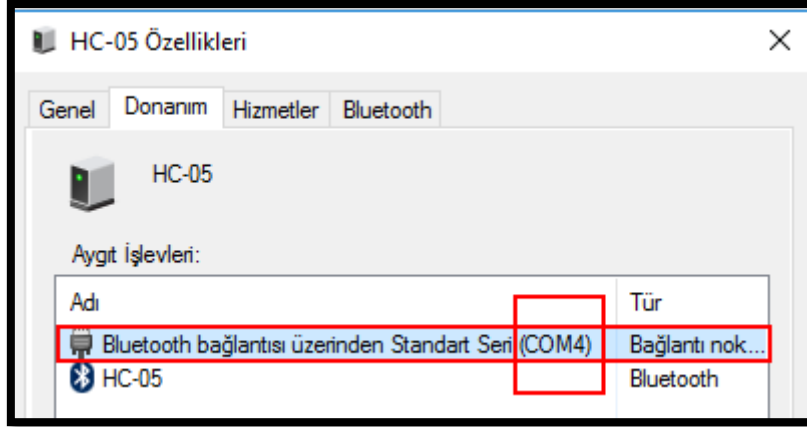 HC-05 Özellikleri
Genel Donanım Hizmetler Bluetooth
HC-05
Aygıt İşlevleri:
Adı Tür
Bluetooth bağlantısı üzerinden Standart Seri (COM4) Bağlantı nok...
HC-05 Bluetooth